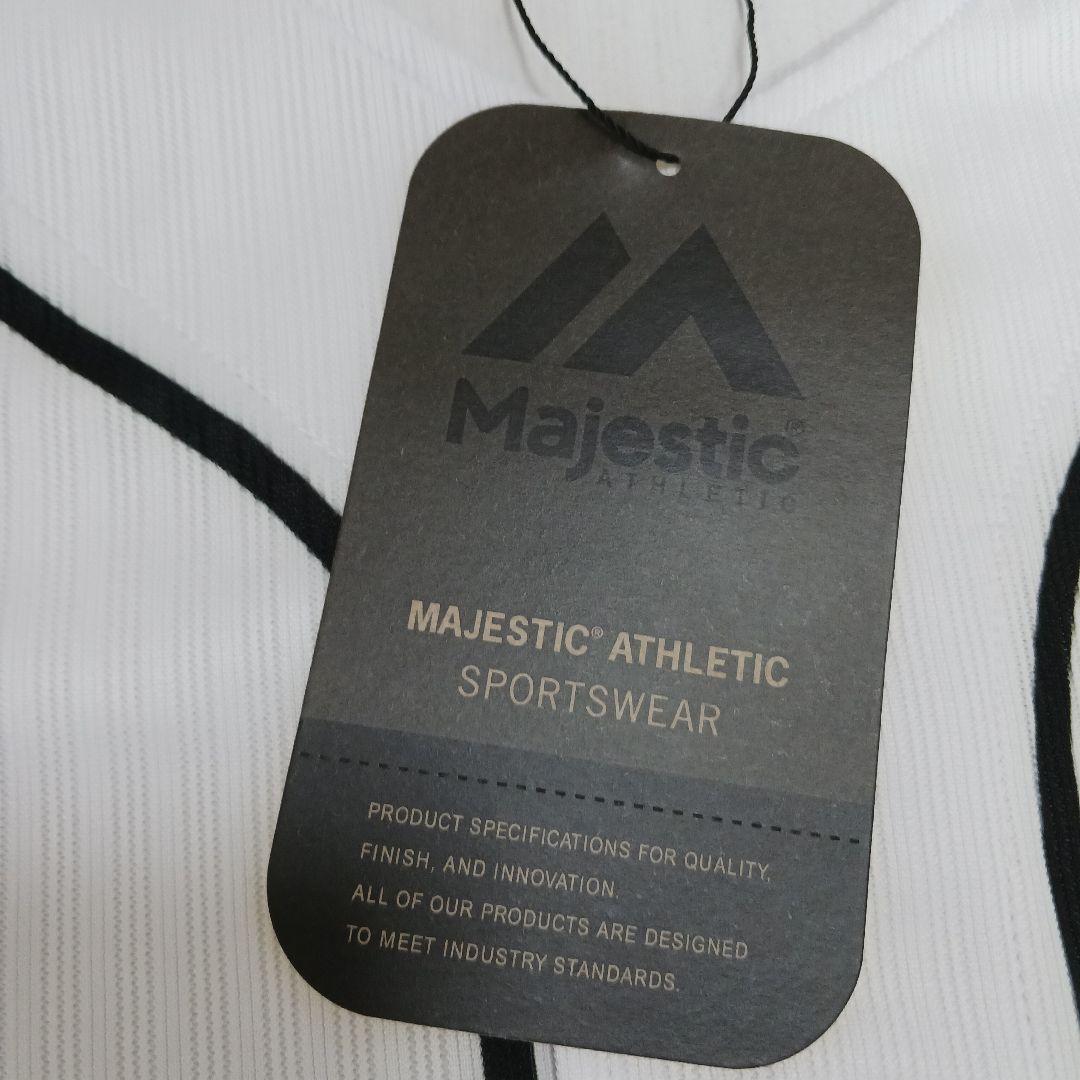 Majestic®
ATHLETIC
MAJESTIC® ATHLETIC
SPORTSWEAR
PRODUCT SPECIFICATIONS FOR QUALITY,
FINISH, AND INNOVATION.
ALL OF OUR PRODUCTS ARE DESIGNED
TO MEET INDUSTRY STANDARDS.